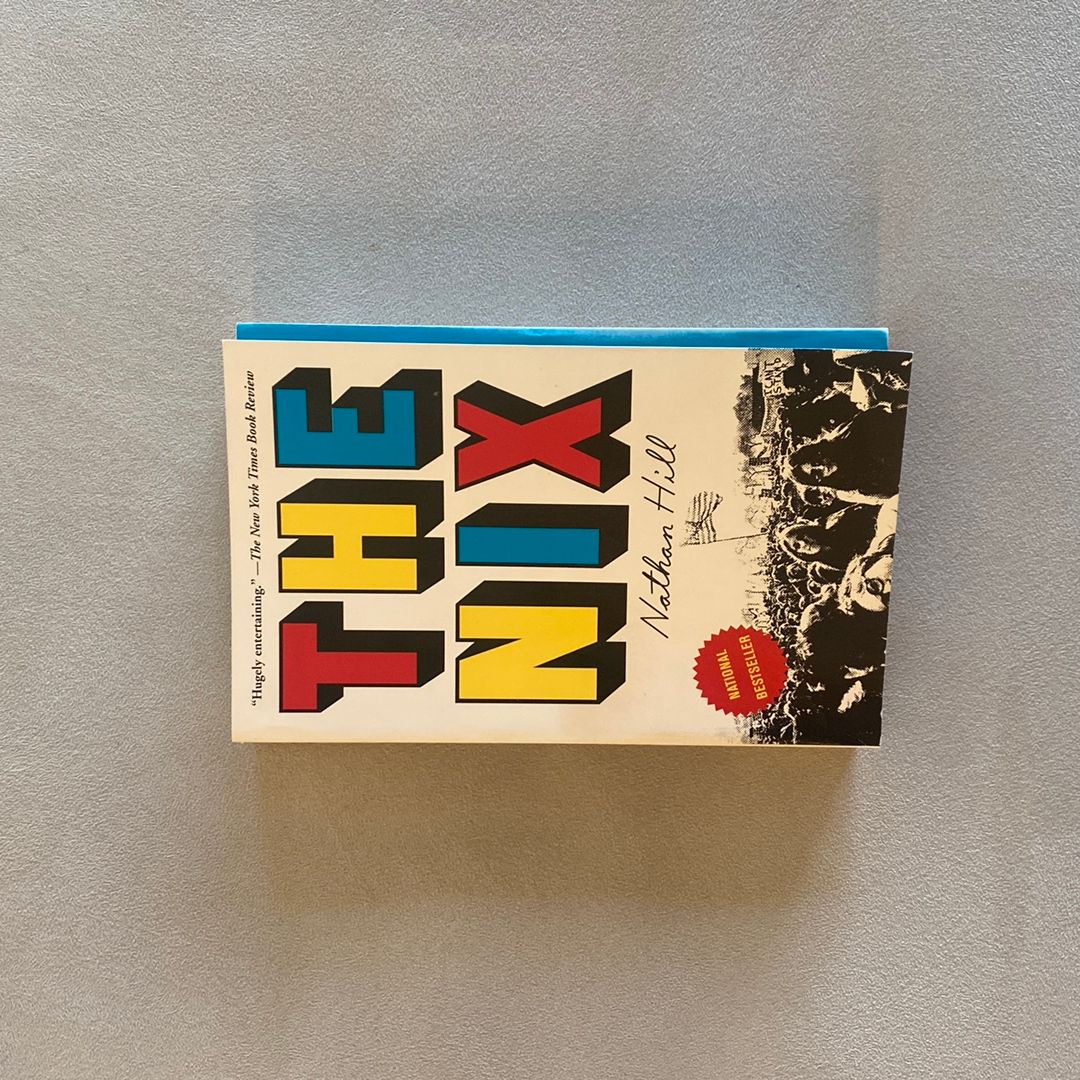 “Hugely entertaining.” —The New York Times Book Review
THE
NIX
Nathan Hill
NATIONAL
BESTSELLER